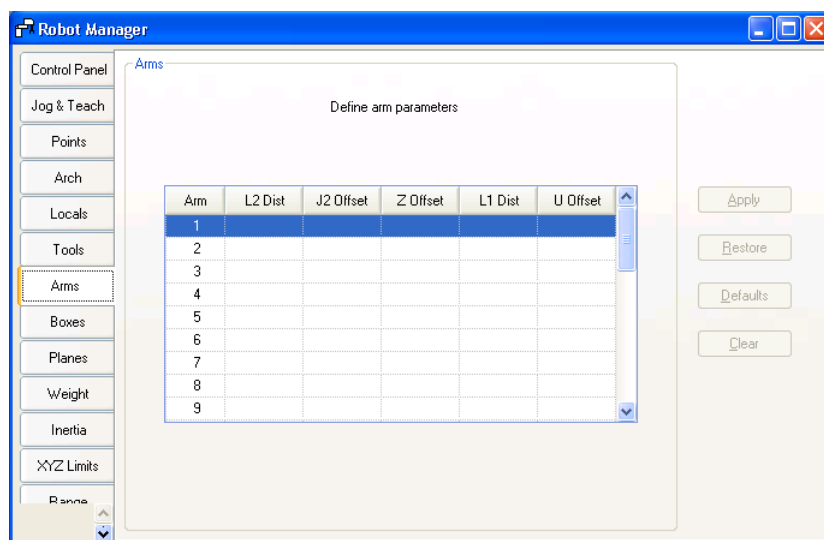 Robot Manager
Control Panel
Jog & Teach
Points
Arch
Locals
Tools
Arms
Boxes
Planes
Weight
Inertia
XYZ Limits
Range
Arms
Define arm parameters
Arm L2 Dist J2 Offset Z Offset L1 Dist U Offset
1
2
3
4
5
6
7
8
9
Apply
Restore
Defaults
Clear